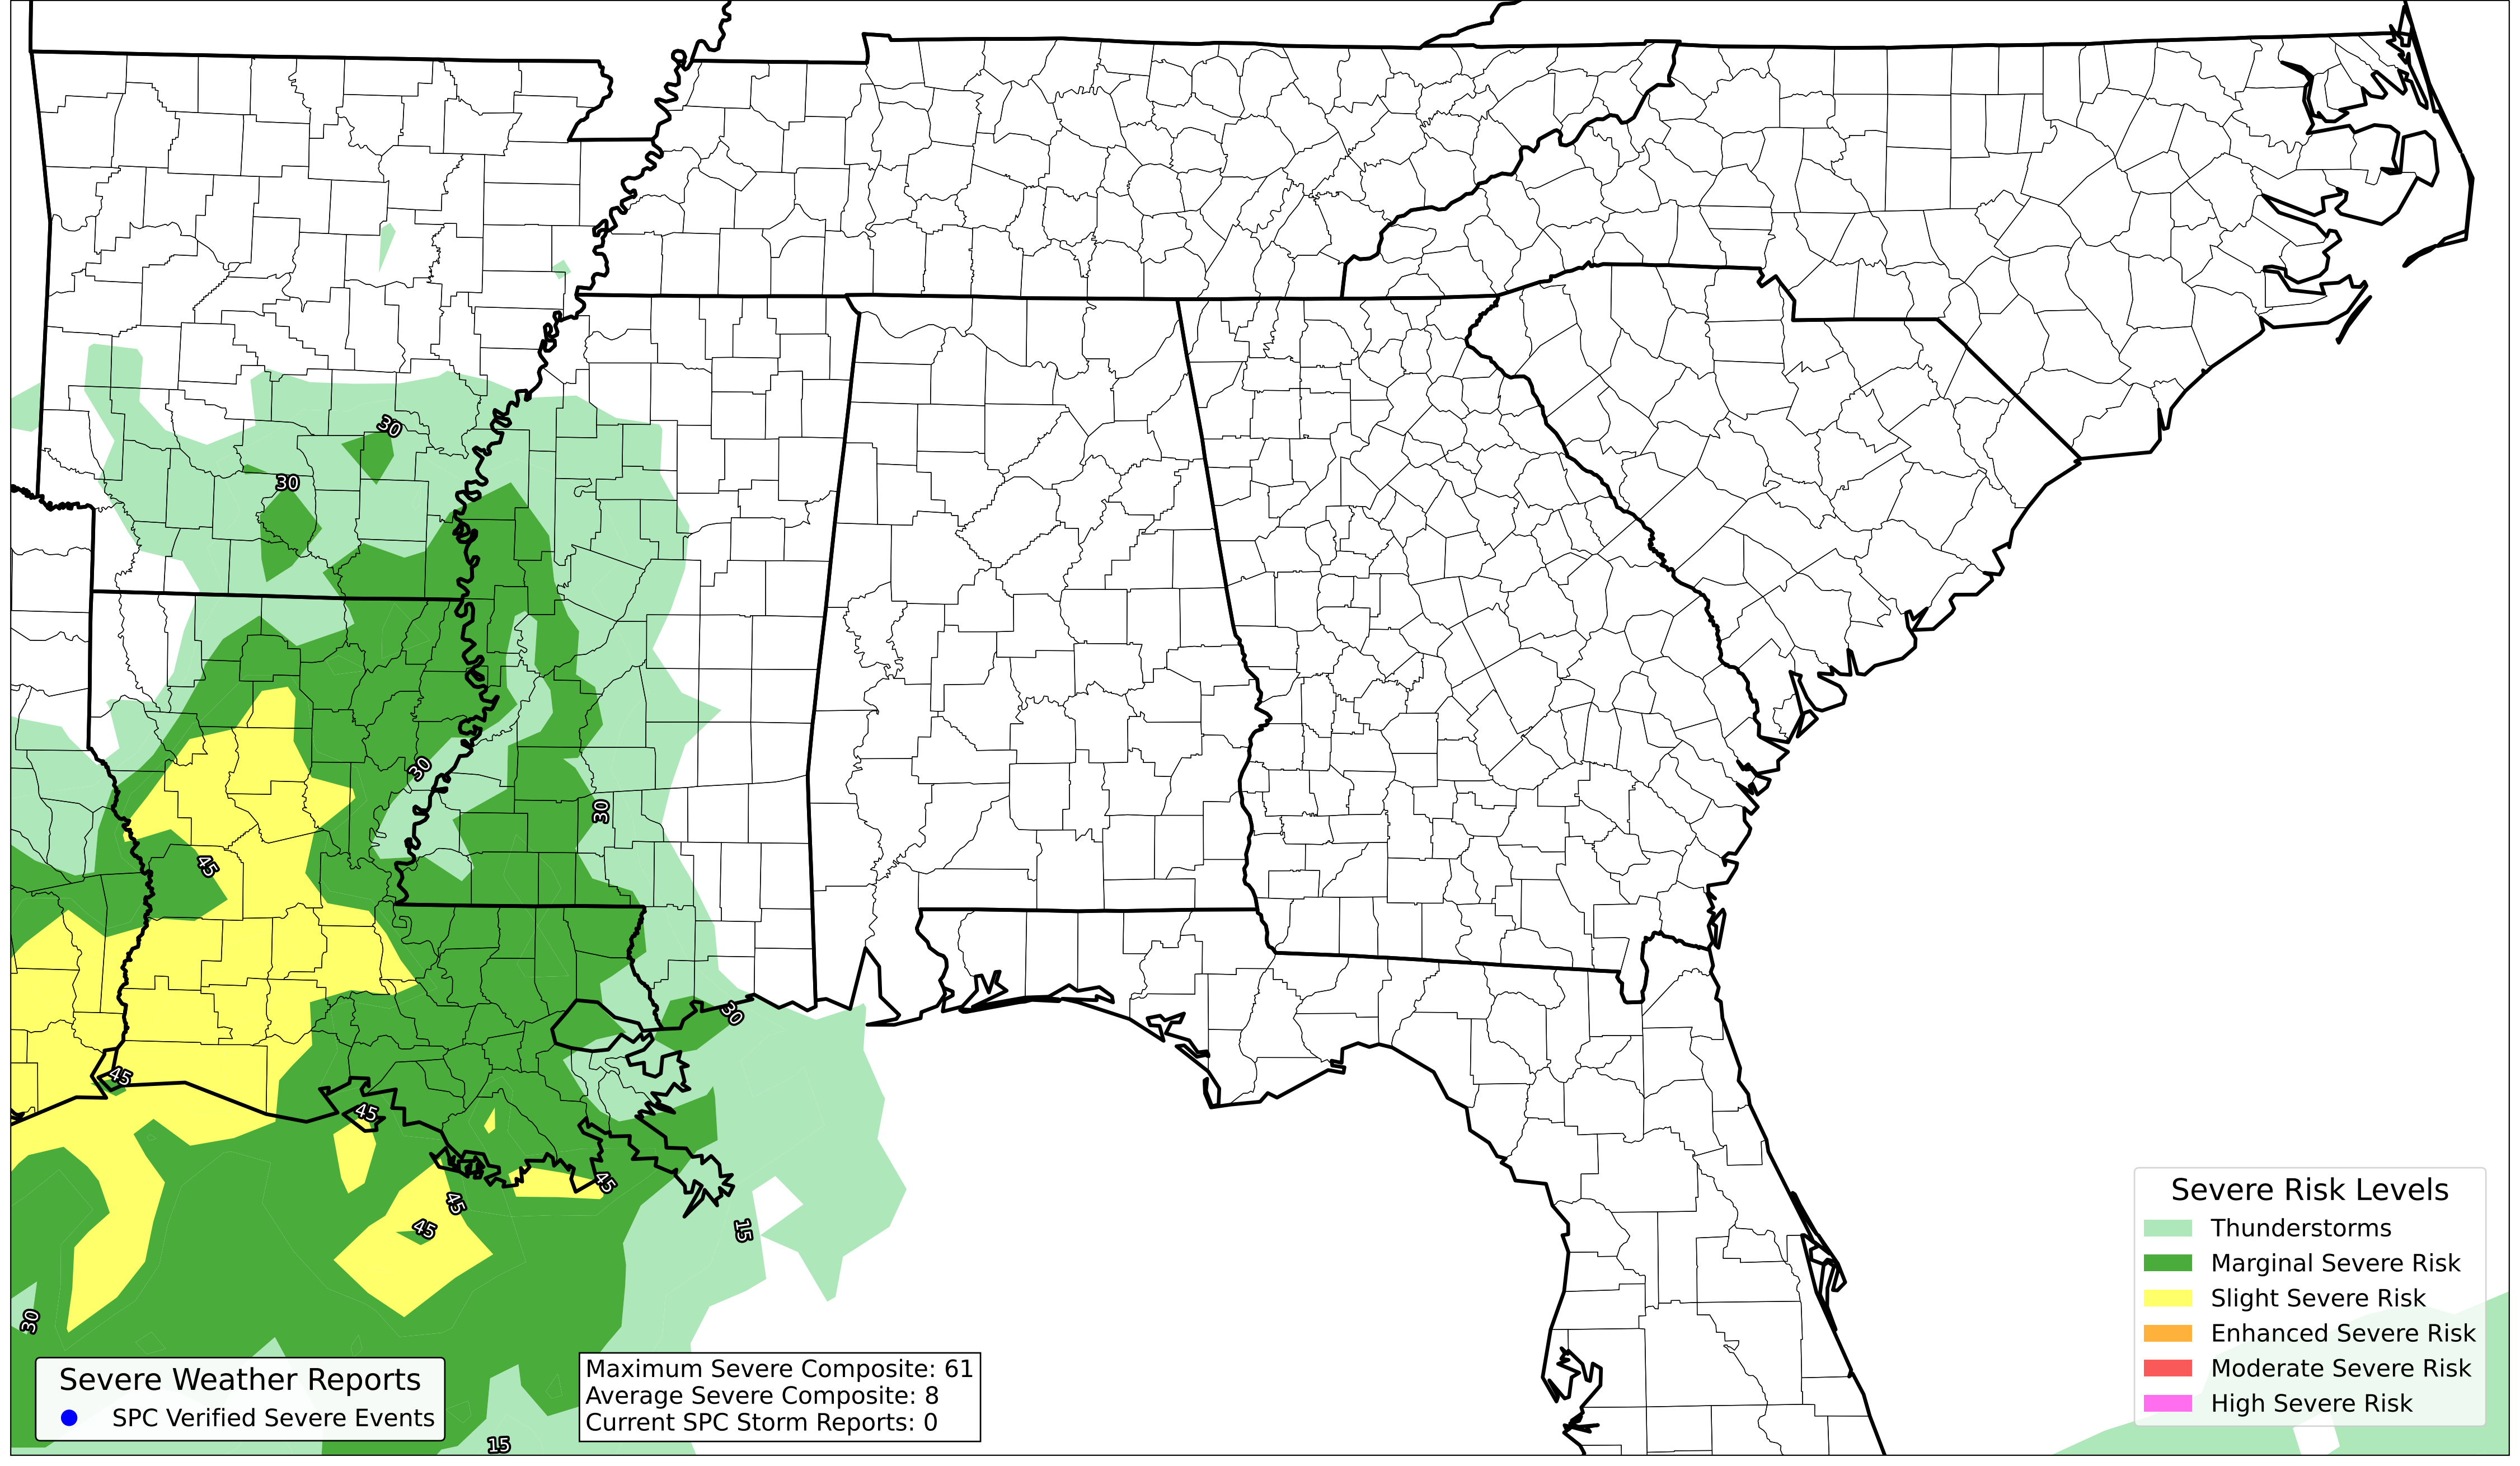 30
30
30
30
45
30
45
45
45
45
45
15
30
15
Severe Weather Reports
SPC Verified Severe Events
Maximum Severe Composite: 61
Average Severe Composite: 8
Current SPC Storm Reports: 0
Severe Risk Levels
Thunderstorms
Marginal Severe Risk
Slight Severe Risk
Enhanced Severe Risk
Moderate Severe Risk
High Severe Risk